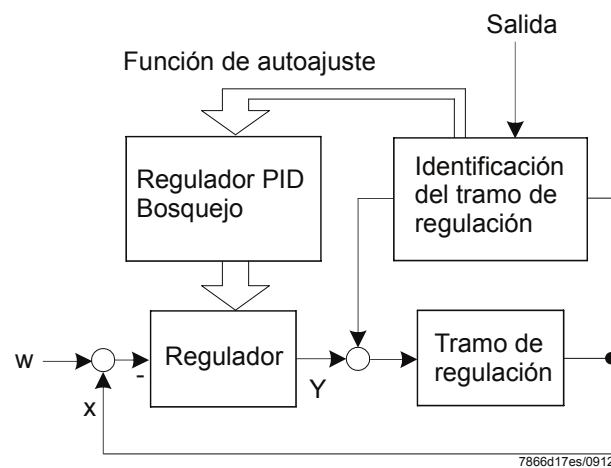 Salida
Función de autoajuste
Regulador PID
Bosquejo
Identificación
del tramo de
regulación
w
-
x
Regulador
Y
Tramo de
regulación
7866d17es/0912